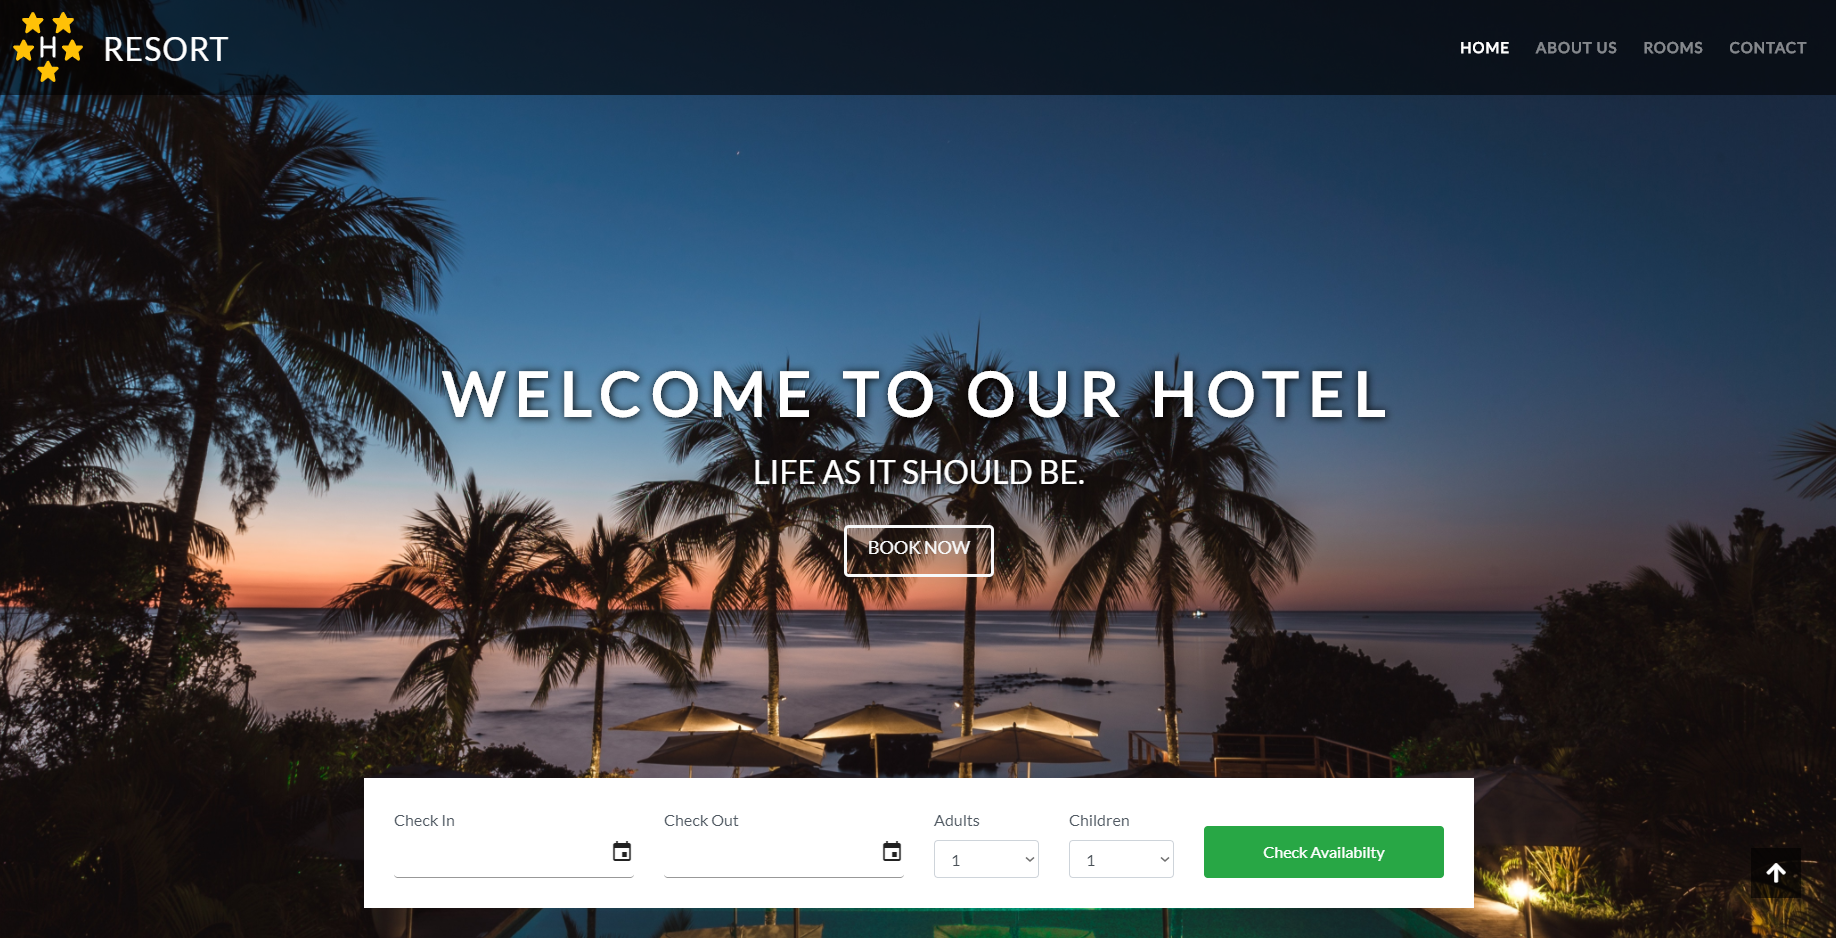 H RESORT
HOME ABOUT US ROOMS CONTACT
WELCOME TO OUR HOTEL
LIFE AS IT SHOULD BE.
BOOK NOW
Check In Check Out Adults Children
1 1 Check Availabilty